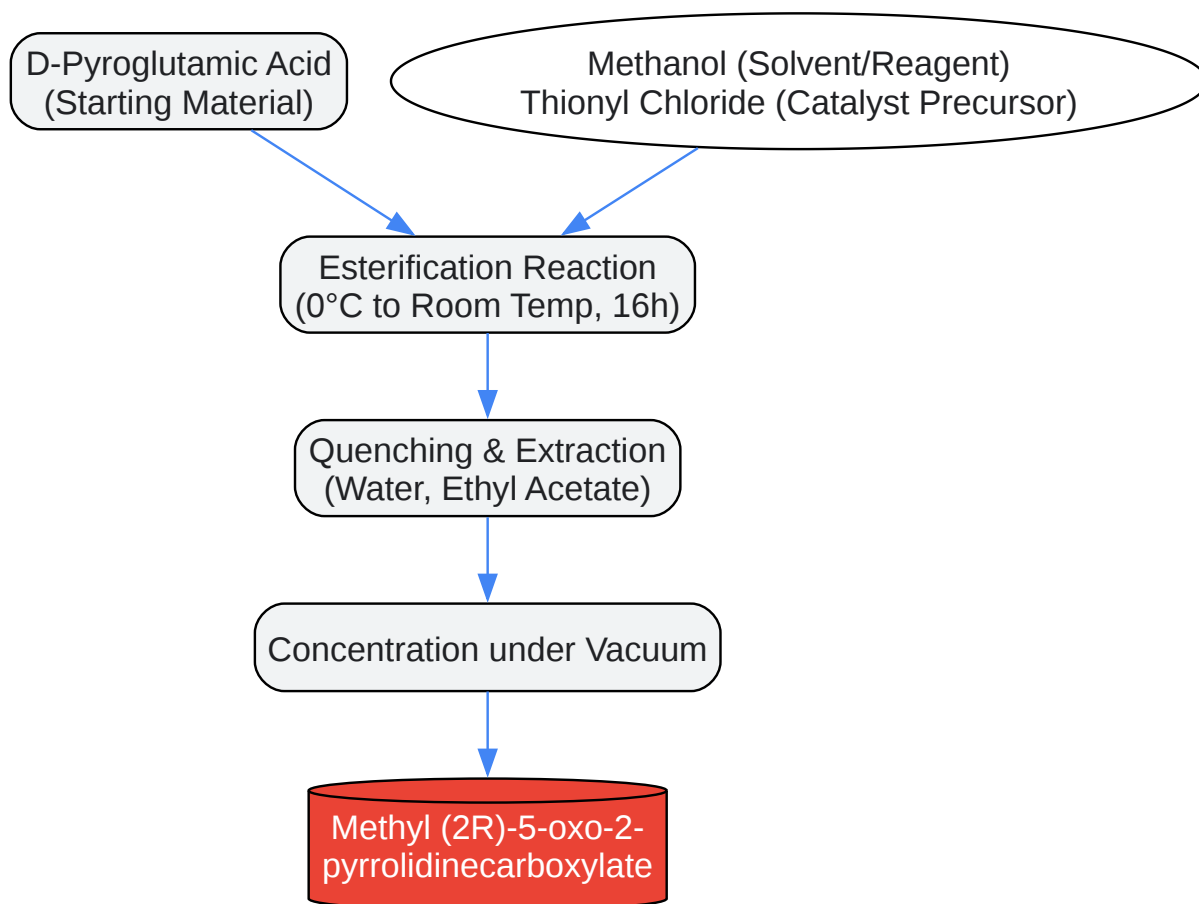 D-Pyroglutamic Acid
(Starting Material)
Methanol (Solvent/Reagent)
Thionyl Chloride (Catalyst Precursor)
Esterification Reaction
(0°C to Room Temp, 16h)
Quenching & Extraction
(Water, Ethyl Acetate)
Concentration under Vacuum
Methyl (2R)-5-oxo-2-
pyrrolidinecarboxylate